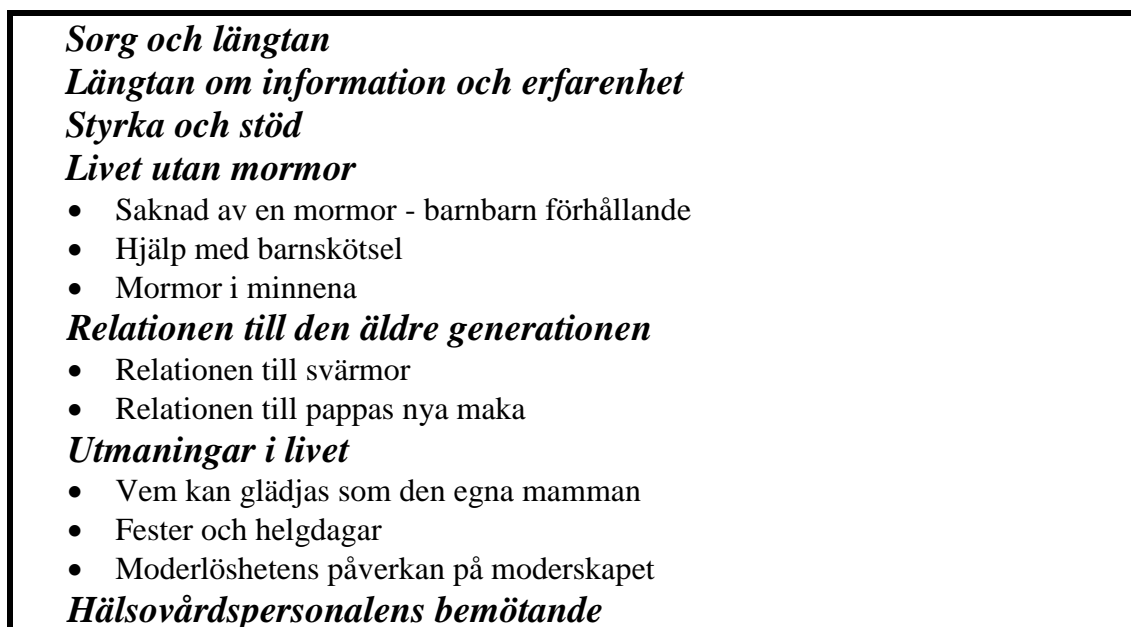 Sorg och längtan
Längtan om information och erfarenhet
Styrka och stöd
Livet utan mormor
• Saknad av en mormor - barnbarn förhållande
• Hjälp med barnskötsel
• Mormor i minnena
Relationen till den äldre generationen
• Relationen till svärmor
• Relationen till pappas nya maka
Utmaningar i livet
• Vem kan glädjas som den egna mamman
• Fester och helgdagar
• Moderlöshetens påverkan på moderskapet
Hälsovårdspersonalens bemötande